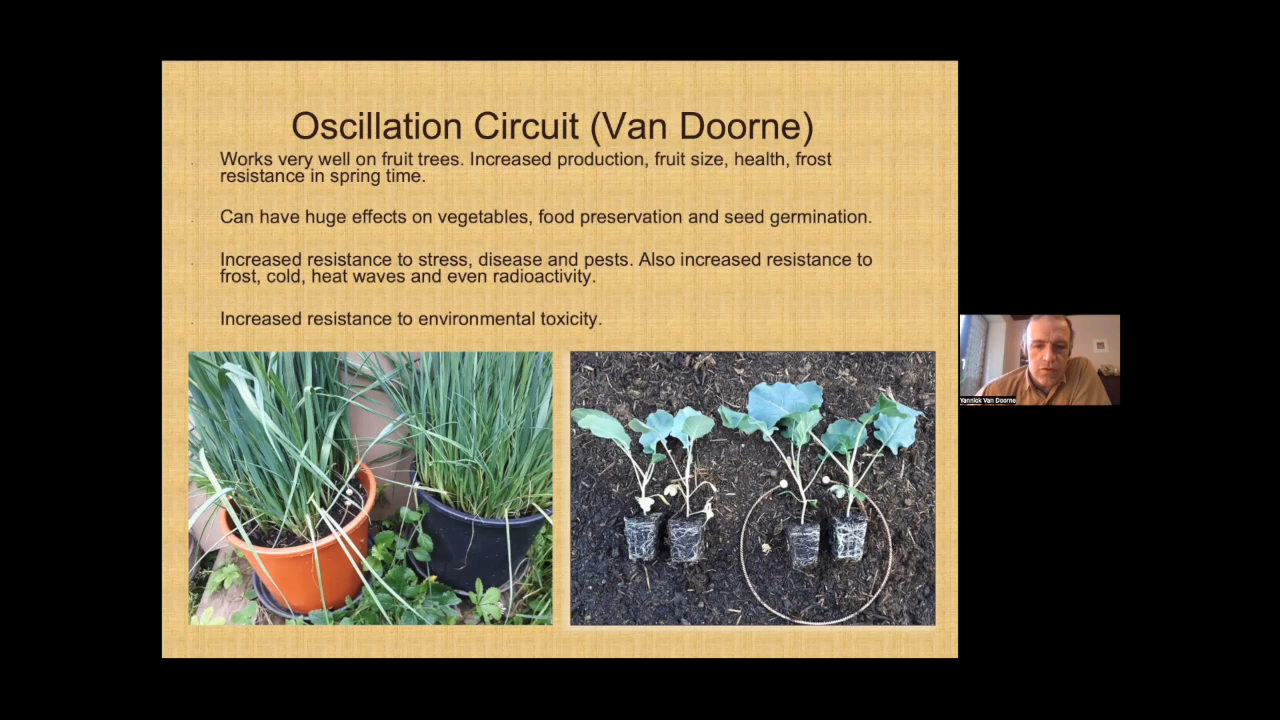 Oscillation Circuit (Van Doorne)
Works very well on fruit trees. Increased production, fruit size, health, frost
resistance in spring time.
Can have huge effects on vegetables, food preservation and seed germination.
Increased resistance to stress, disease and pests. Also increased resistance to
frost, cold, heat waves and even radioactivity.
Increased resistance to environmental toxicity.
Yannick Van Doorne